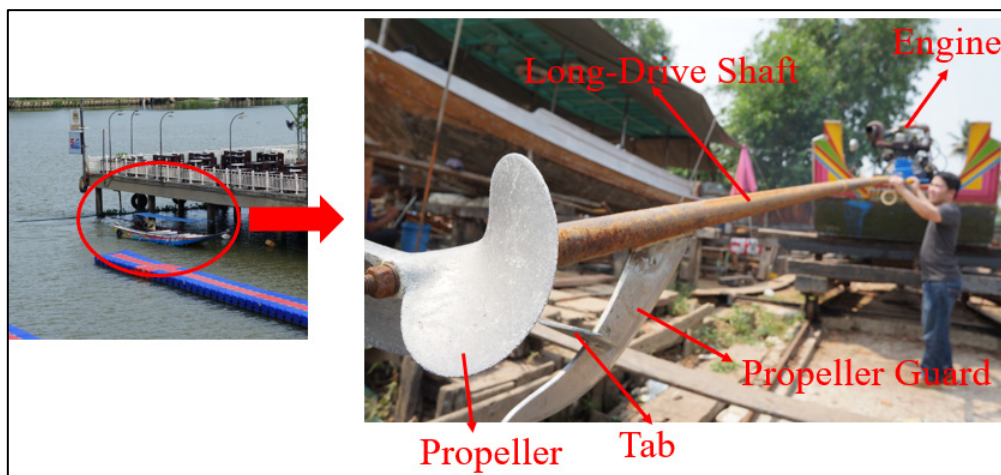 Engine
Long-Drive Shaft
Propeller Guard
Tab
Propeller